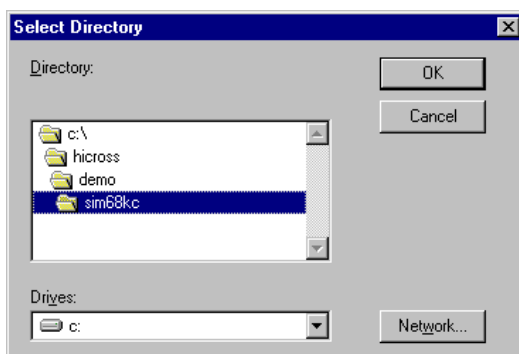 Select Directory
Directory:
OK
Cancel
c:\
hicross
demo
sim68kc
Drives:
c:
Network...